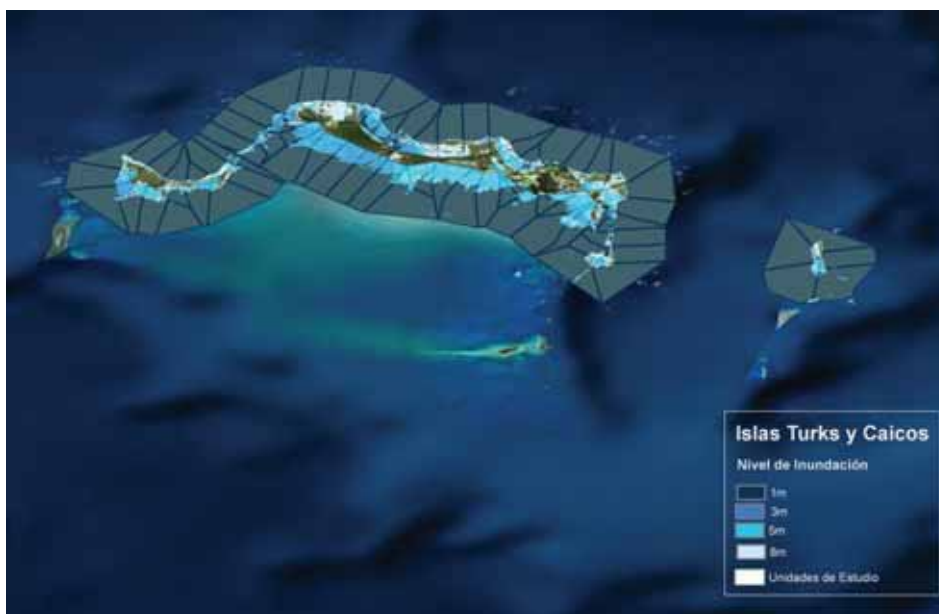 Islas Turks y Caicos
Nivel de Inundación
1m
3m
5m
8m
Unidades de Estudio